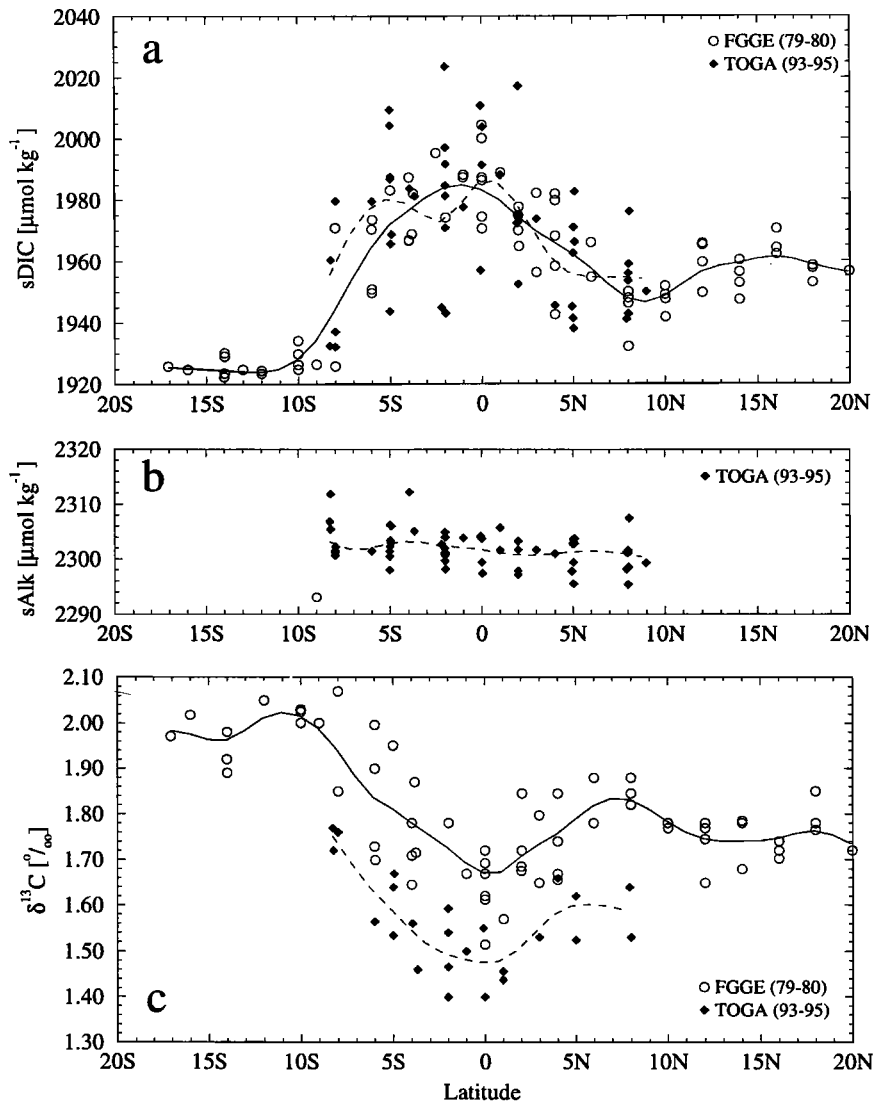 2040
2020
2000
1980
1960
1940
1920
sDIC [μmol kg⁻¹]
a
FGGE (79-80)
TOGA (93-95)
20S 15S 10S 5S 0 5N 10N 15N 20N
2320
2310
2300
2290
sAlk [μmol kg⁻¹]
b
TOGA (93-95)
20S 15S 10S 5S 0 5N 10N 15N 20N
2.10
2.00
1.90
1.80
1.70
1.60
1.50
1.40
1.30
δ¹³C [⁰/₀₀]
c
FGGE (79-80)
TOGA (93-95)
20S 15S 10S 5S 0 5N 10N 15N 20N
Latitude